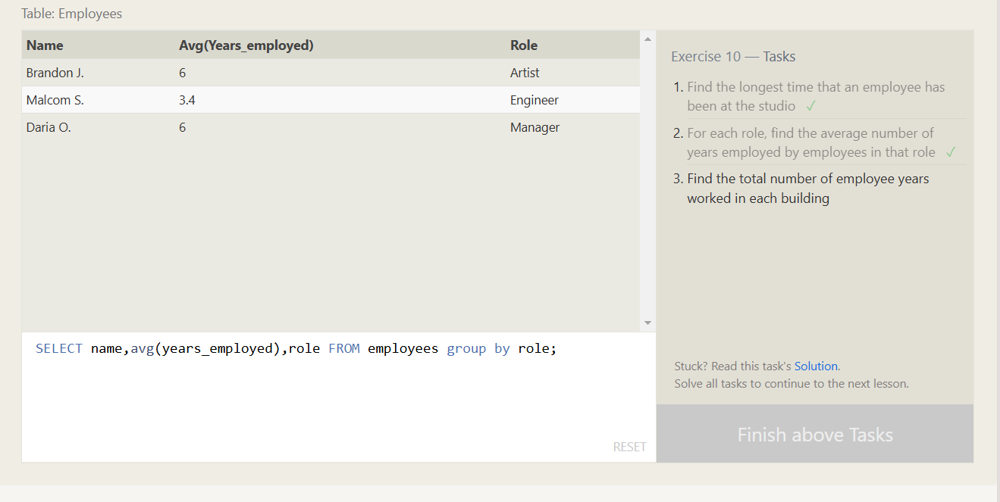 Table: Employees
Name Avg(Years_employed) Role
Brandon J. 6 Artist
Malcom S. 3.4 Engineer
Daria O. 6 Manager
SELECT name,avg(years_employed),role FROM employees group by role;
RESET
Exercise 10 — Tasks
1. Find the longest time that an employee has
been at the studio ✓
2. For each role, find the average number of
years employed by employees in that role ✓
3. Find the total number of employee years
worked in each building
Stuck? Read this task's Solution.
Solve all tasks to continue to the next lesson.
Finish above Tasks